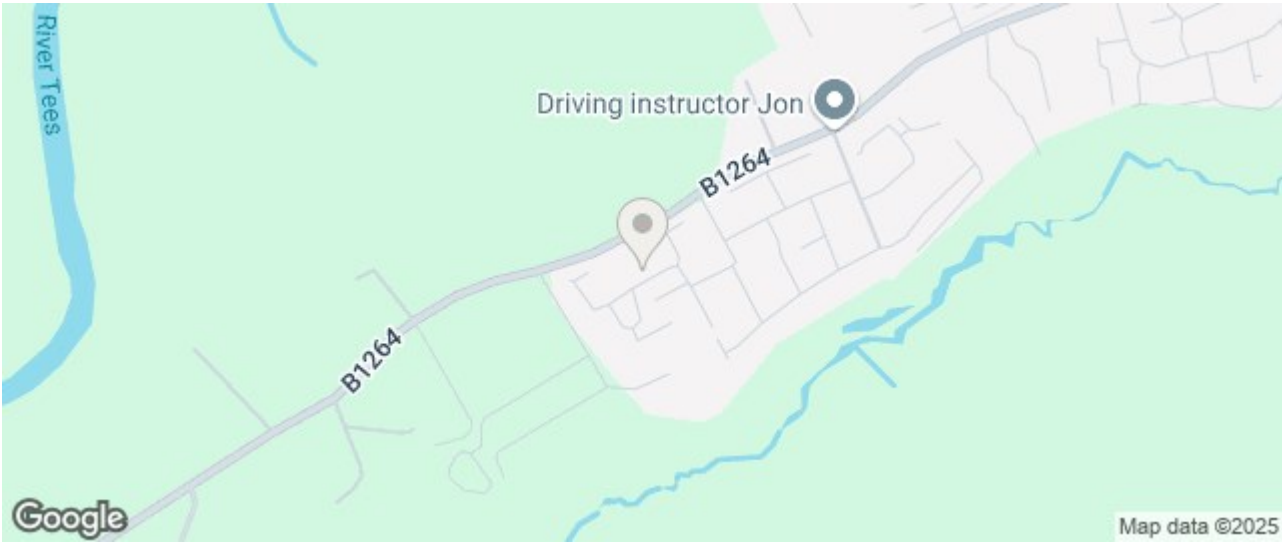 River Tees
Driving instructor Jon
B1264
B1264
Google
Map data ©2025